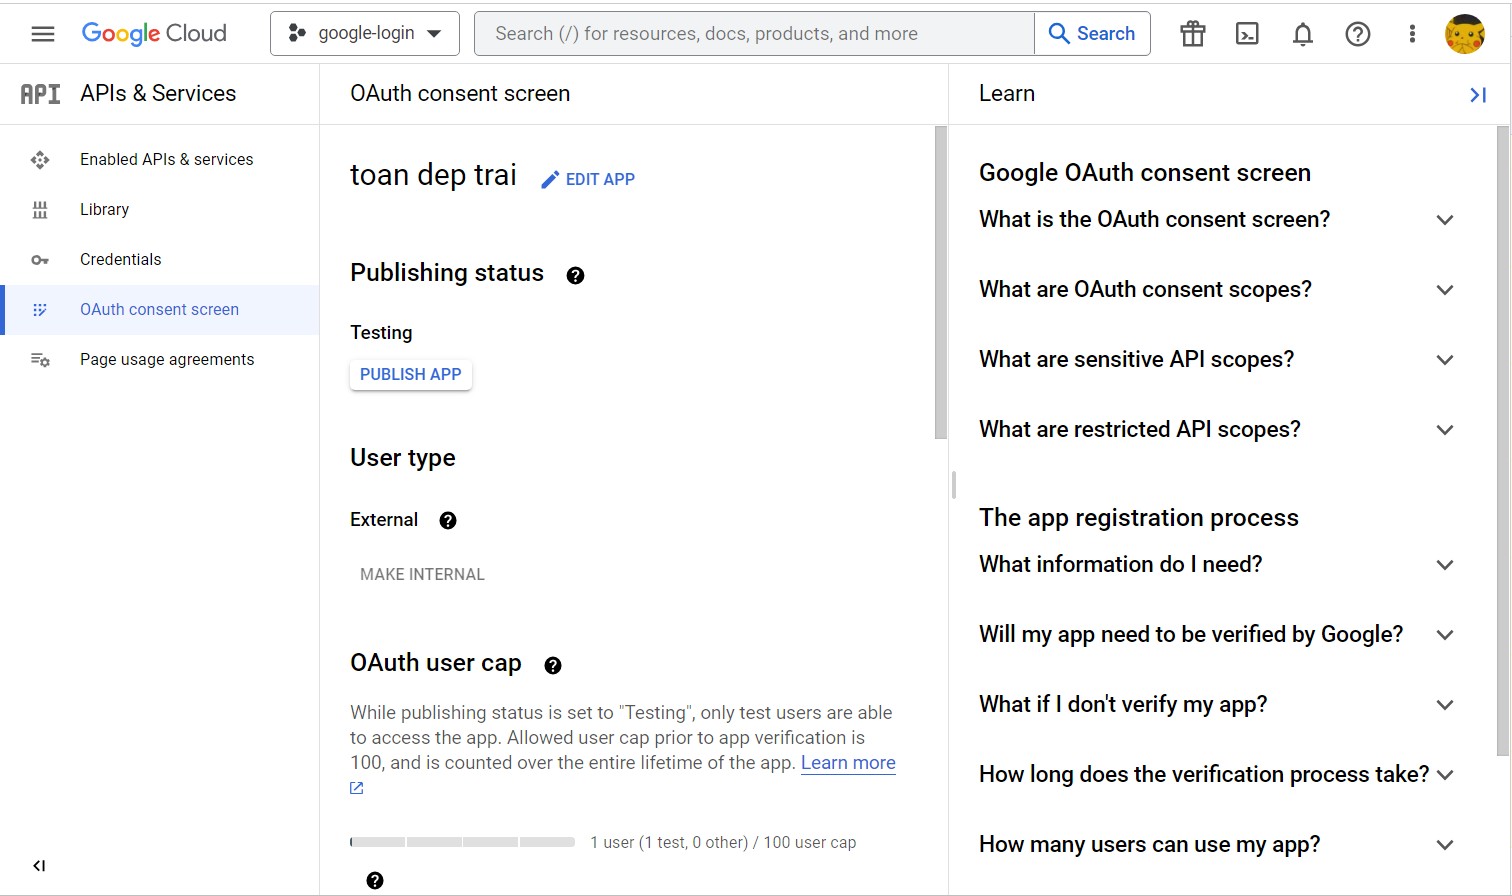 Google Cloud
google-login
Search (/) for resources, docs, products, and more
Search
API
APIs & Services
Enabled APIs & services
Library
Credentials
OAuth consent screen
Page usage agreements
OAuth consent screen
toan dep trai
EDIT APP
Publishing status
Testing
PUBLISH APP
User type
External
MAKE INTERNAL
OAuth user cap
While publishing status is set to "Testing", only test users are able
to access the app. Allowed user cap prior to app verification is
100, and is counted over the entire lifetime of the app. Learn more
1 user (1 test, 0 other) / 100 user cap
Learn
Google OAuth consent screen
What is the OAuth consent screen?
What are OAuth consent scopes?
What are sensitive API scopes?
What are restricted API scopes?
The app registration process
What information do I need?
Will my app need to be verified by Google?
What if I don't verify my app?
How long does the verification process take?
How many users can use my app?